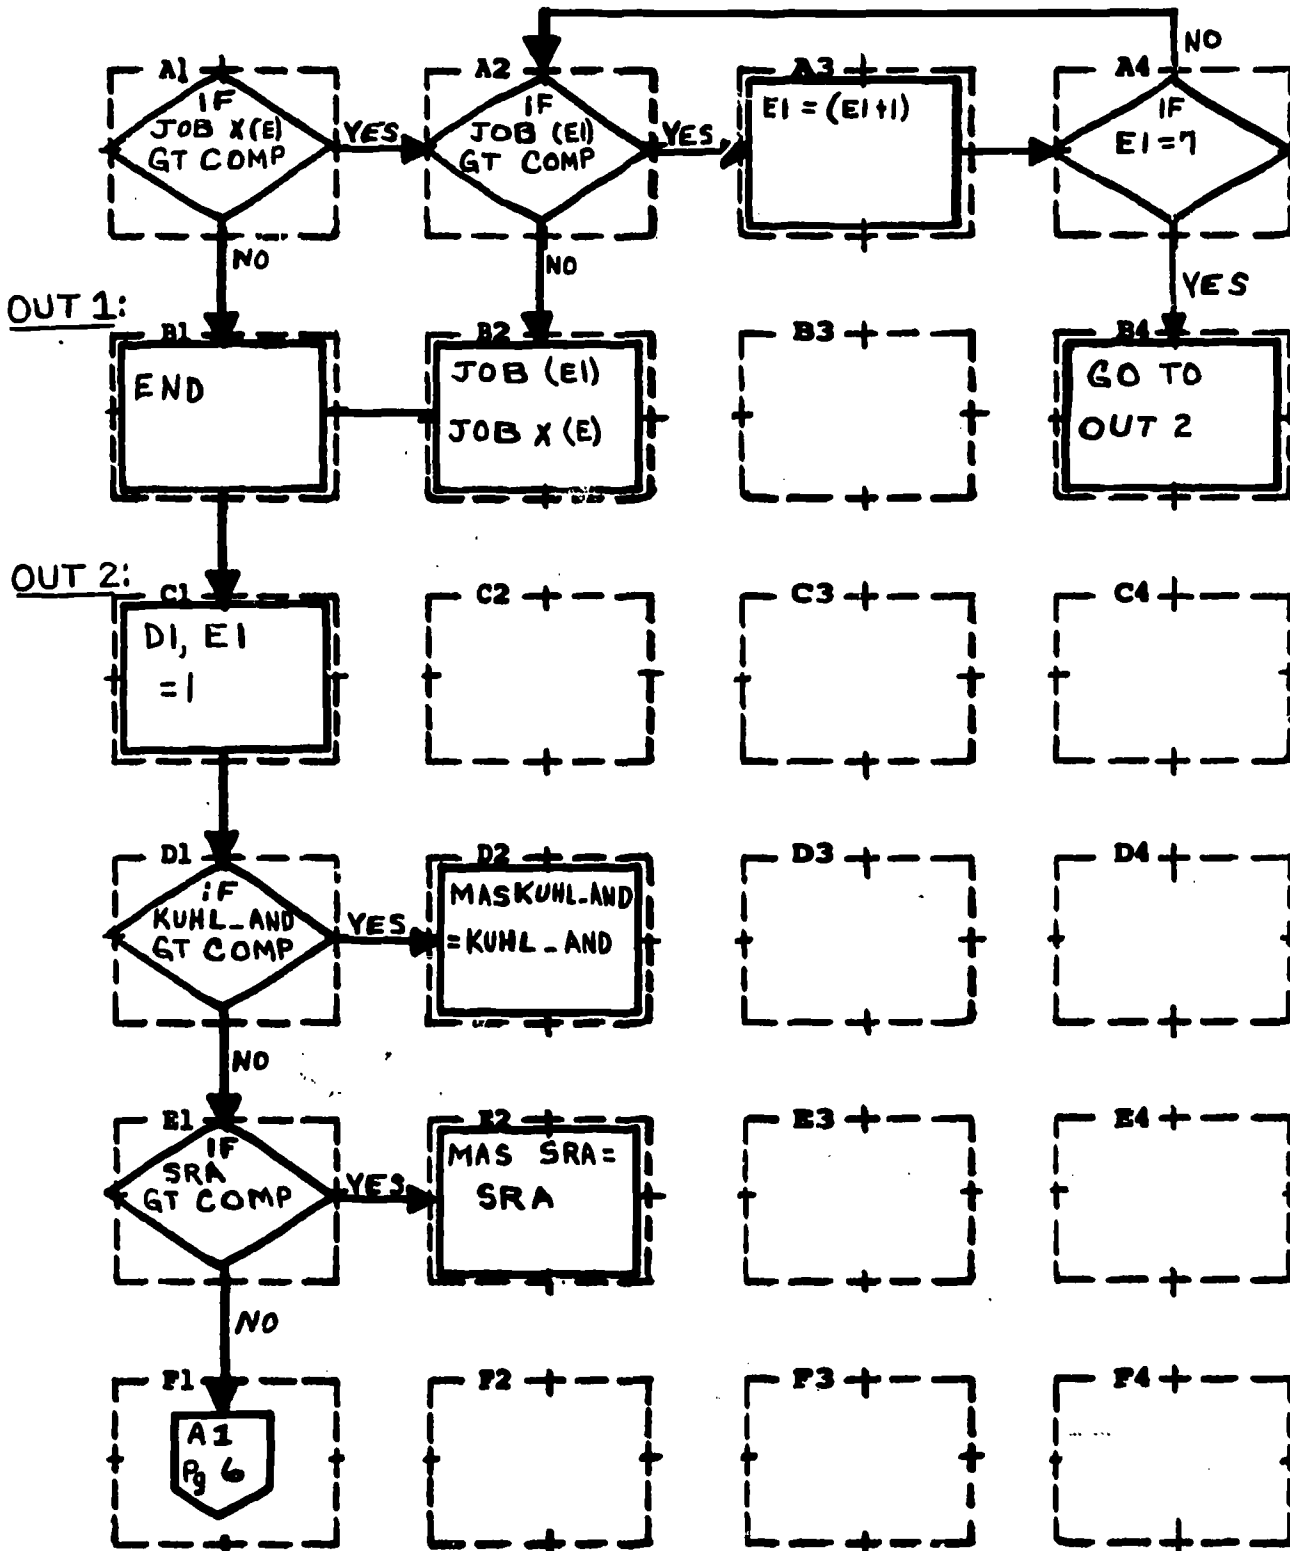 NO
A1
IF
JOB X(E)
GT COMP
YES
A2
IF
JOB (E1)
GT COMP
YES
A3
E1 = (E1+1)
A4
IF
E1=7
NO
NO
YES
OUT 1:
B1
END
B2
JOB (E1)
JOB X (E)
B3
B4
GO TO
OUT 2
OUT 2:
C1
D1, E1
=1
C2
C3
C4
D1
IF
KUHL_AND
GT COMP
YES
D2
MASKUHL_AND
=KUHL_AND
D3
D4
NO
E1
IF
SRA
GT COMP
YES
E2
MAS SRA=
SRA
E3
E4
NO
F1
A1
Pg 6
F2
F3
F4